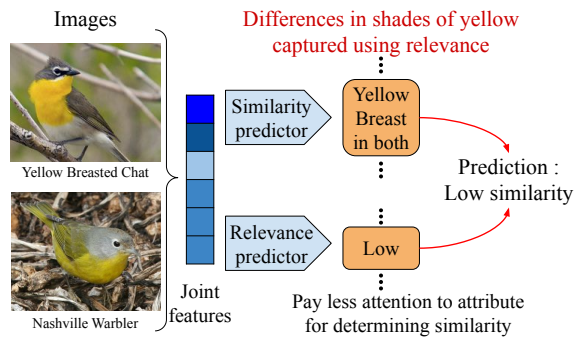 Images
Differences in shades of yellow
captured using relevance
Yellow Breasted Chat
Nashville Warbler
Joint
features
Similarity
predictor
Relevance
predictor
Yellow
Breast
in both
Low
Prediction :
Low similarity
Pay less attention to attribute
for determining similarity